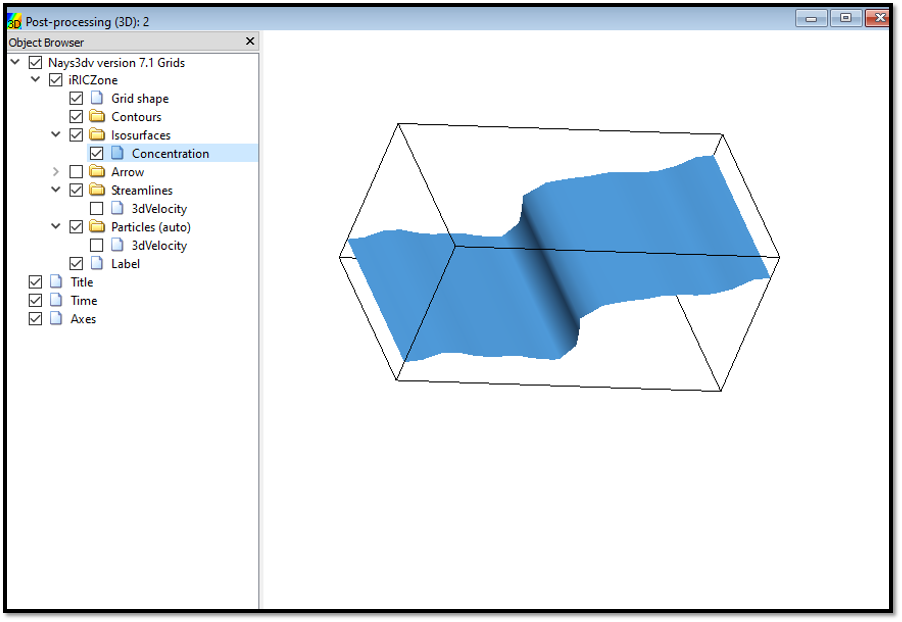 3D Post-processing (3D): 2
Object Browser
Nays3dv version 7.1 Grids
iRICZone
Grid shape
Contours
Isosurfaces
Concentration
Arrow
Streamlines
3dVelocity
Particles (auto)
3dVelocity
Label
Title
Time
Axes